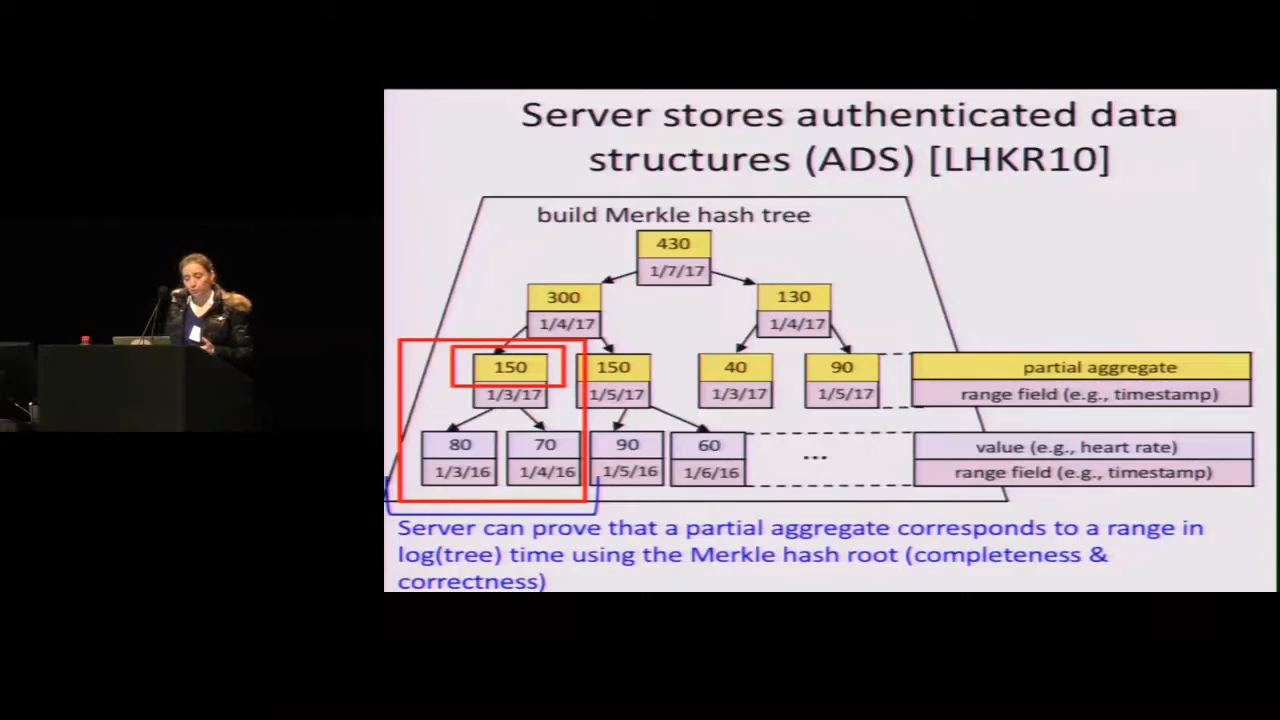 Server stores authenticated data
structures (ADS) [LHKR10]
build Merkle hash tree
430
1/7/17
300
130
1/4/17
1/4/17
150
150
40
90
partial aggregate
1/3/17
1/5/17
1/3/17
1/5/17
range field (e.g., timestamp)
80
70
90
60
...
value (e.g., heart rate)
1/3/16
1/4/16
1/5/16
1/6/16
range field (e.g., timestamp)
Server can prove that a partial aggregate corresponds to a range in
log(tree) time using the Merkle hash root (completeness &
correctness)